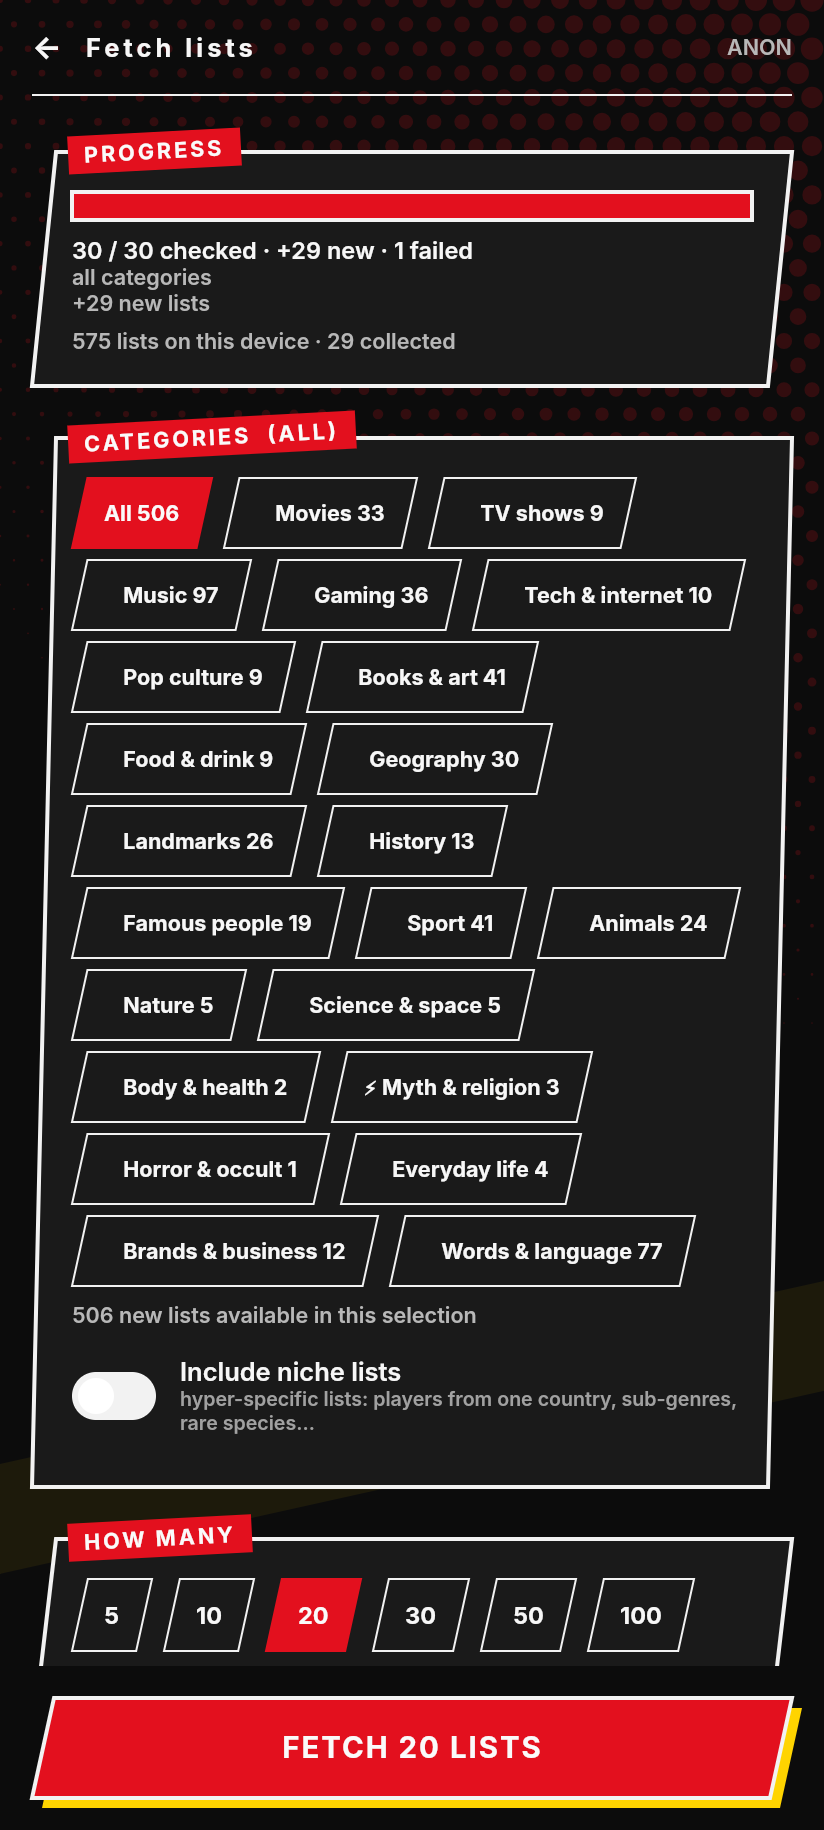 ← Fetch lists
ANON
PROGRESS
30 / 30 checked · +29 new · 1 failed
all categories
+29 new lists
575 lists on this device · 29 collected
CATEGORIES (ALL)
All 506
Movies 33
TV shows 9
Music 97
Gaming 36
Tech & internet 10
Pop culture 9
Books & art 41
Food & drink 9
Geography 30
Landmarks 26
History 13
Famous people 19
Sport 41
Animals 24
Nature 5
Science & space 5
Body & health 2
⚡ Myth & religion 3
Horror & occult 1
Everyday life 4
Brands & business 12
Words & language 77
506 new lists available in this selection
Include niche lists
hyper-specific lists: players from one country, sub-genres,
rare species...
HOW MANY
5
10
20
30
50
100
FETCH 20 LISTS